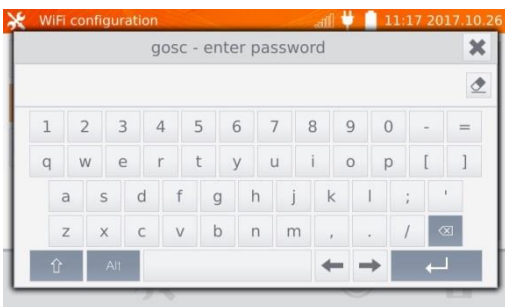 WiFi configuration 11:17 2017.10.26
gosc - enter password
1 2 3 4 5 6 7 8 9 0 - =
q w e r t y u i o p [ ]
a s d f g h j k l ; '
z x c v b n m , . /
Alt